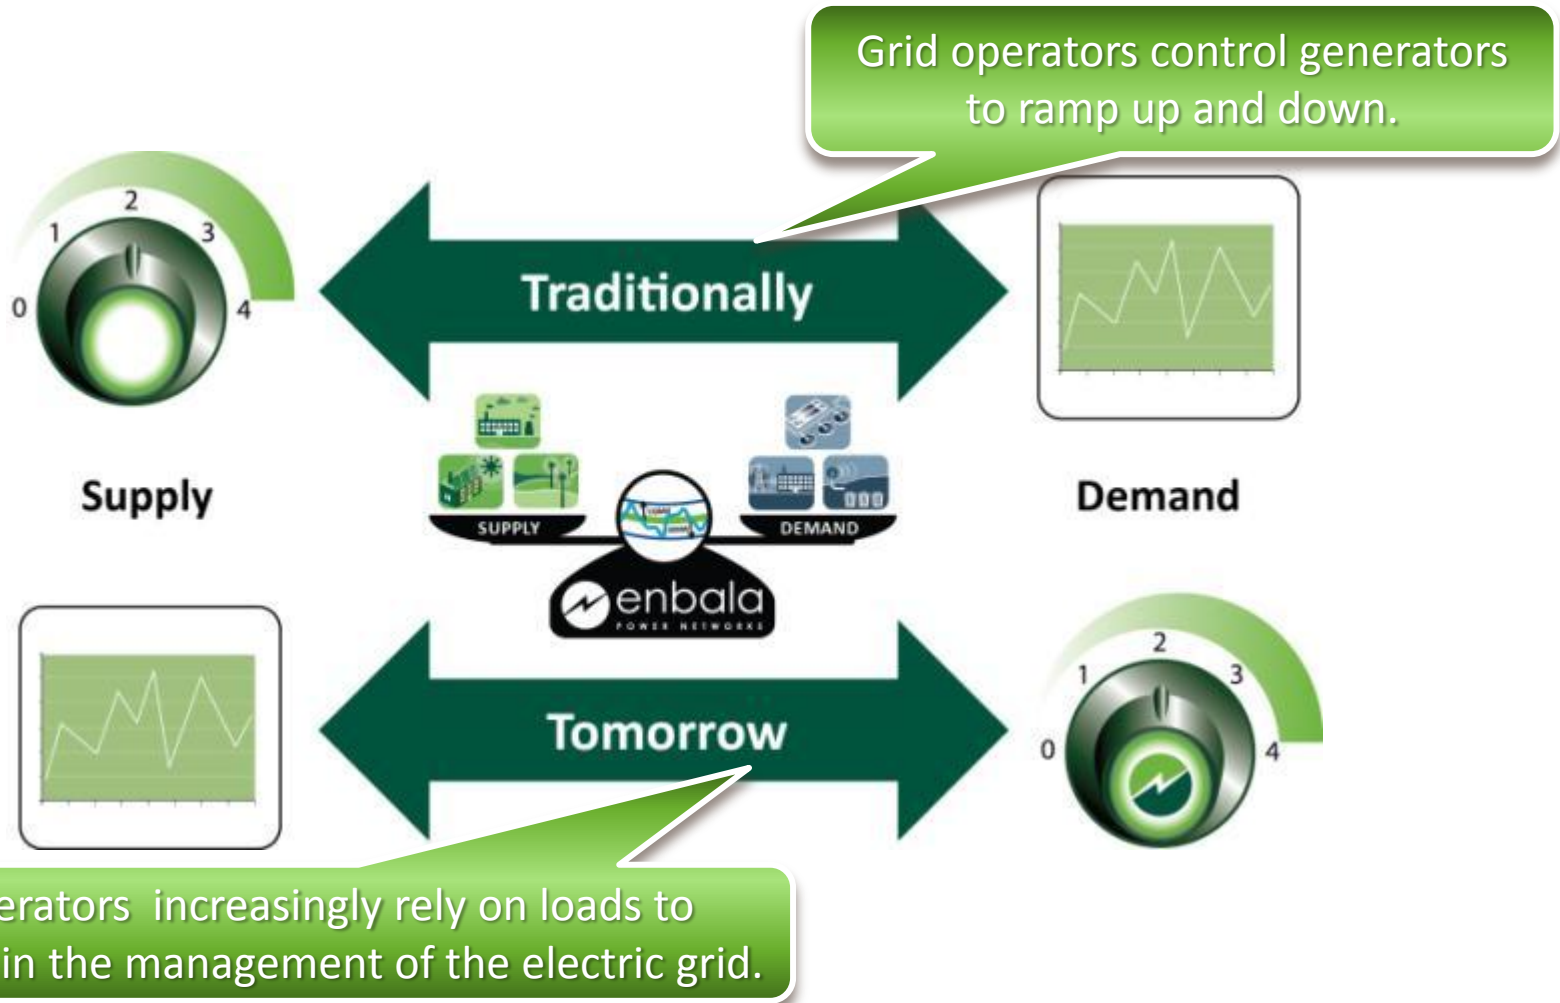 Grid operators control generators
to ramp up and down.
0 1 2 3 4
Traditionally
Supply
SUPPLY
DEMAND
Demand
enbala
POWER NETWORKS
Tomorrow
0 1 2 3 4
erators increasingly rely on loads to
in the management of the electric grid.